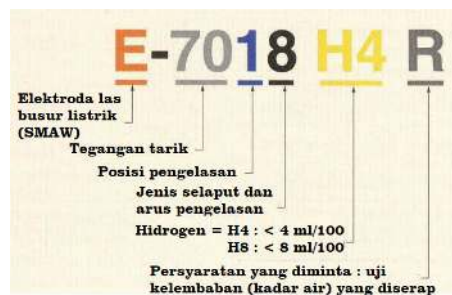 E-7018 H4 R
Elektroda las
busur listrik
(SMAW)
Tegangan tarik
Posisi pengelasan
Jenis selaput dan
arus pengelasan
Hidrogen = H4 : < 4 ml/100
H8 : < 8 ml/100
Persyaratan yang diminta : uji
kelembaban (kadar air) yang diserap